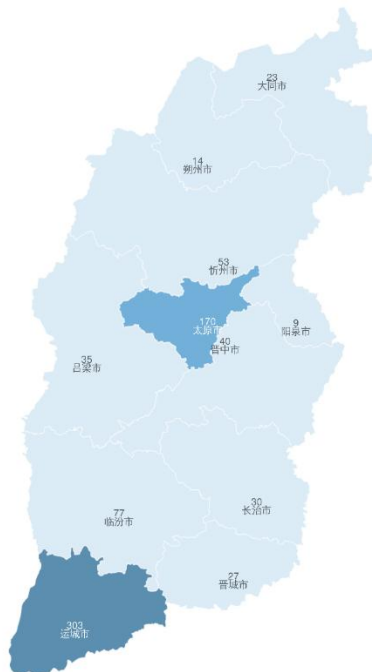 23
大同市
14
朔州市
53
忻州市
170
太原市
9
阳泉市
40
晋中市
35
吕梁市
30
长治市
77
临汾市
27
晋城市
303
运城市